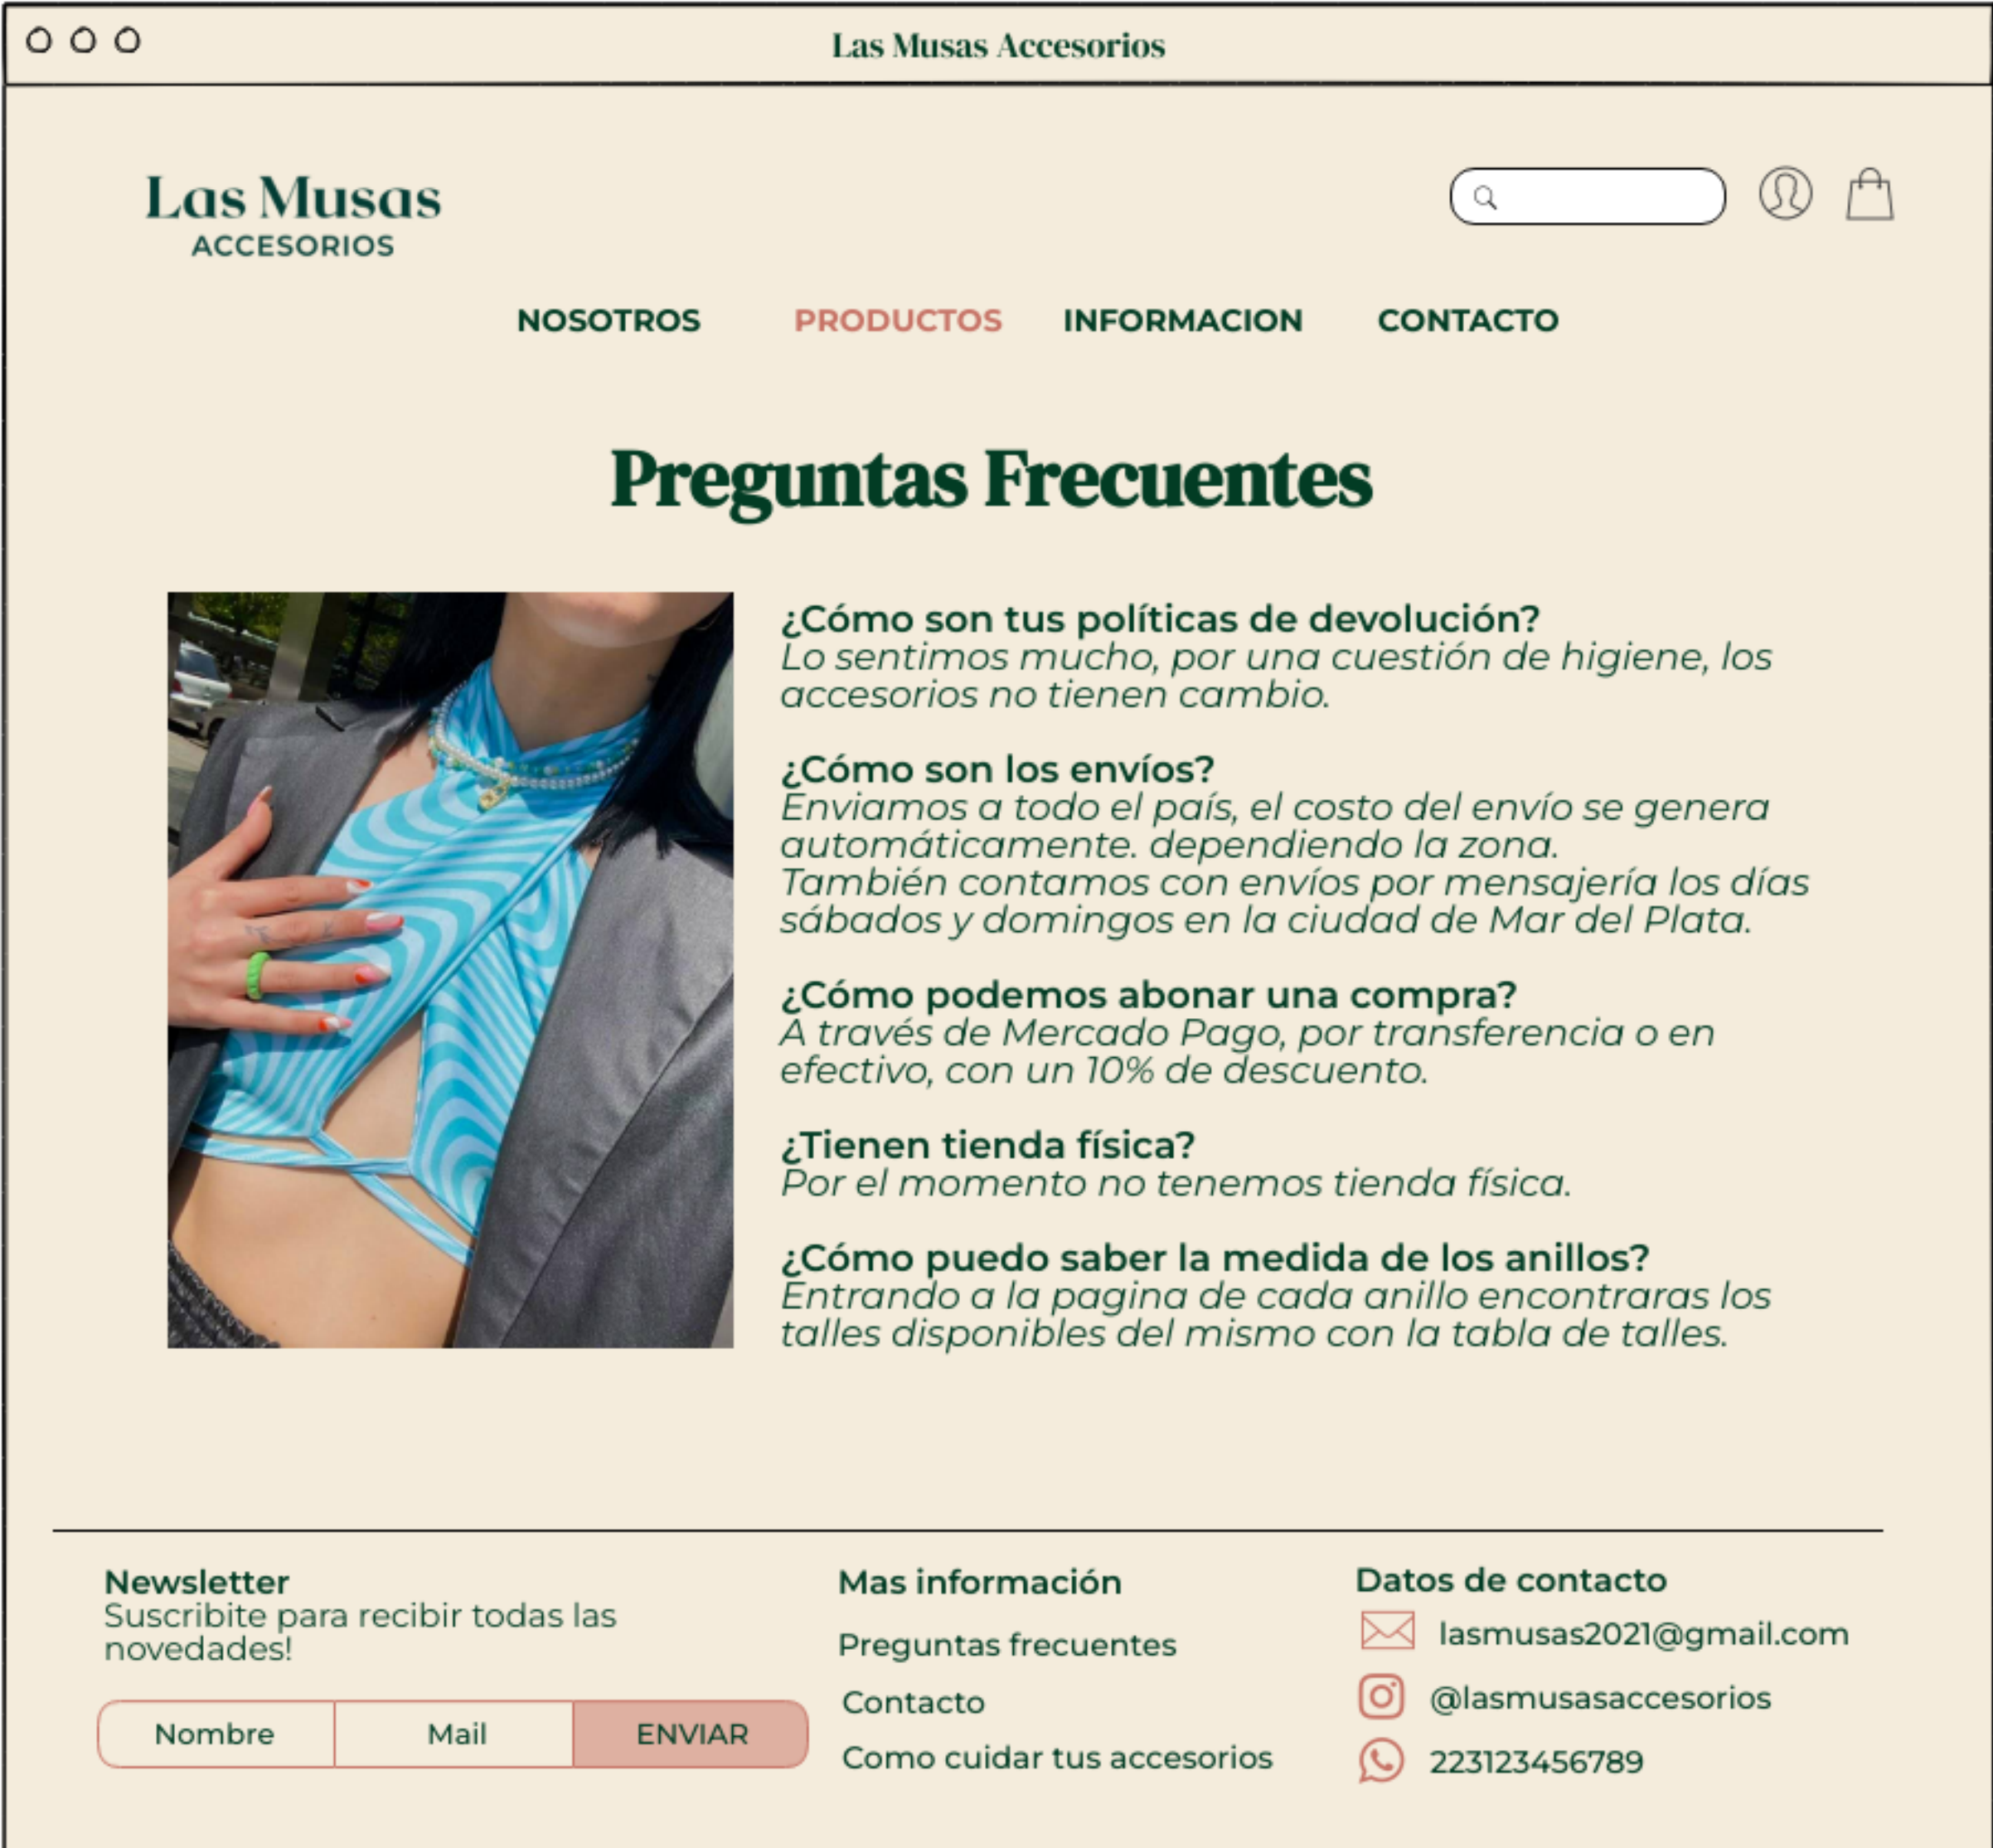 Las Musas Accesorios
Las Musas
ACCESORIOS
NOSOTROS PRODUCTOS INFORMACION CONTACTO
Preguntas Frecuentes
¿Cómo son tus políticas de devolución?
Lo sentimos mucho, por una cuestión de higiene, los
accesorios no tienen cambio.
¿Cómo son los envíos?
Enviamos a todo el país, el costo del envío se genera
automáticamente. dependiendo la zona.
También contamos con envíos por mensajería los días
sábados y domingos en la ciudad de Mar del Plata.
¿Cómo podemos abonar una compra?
A través de Mercado Pago, por transferencia o en
efectivo, con un 10% de descuento.
¿Tienen tienda física?
Por el momento no tenemos tienda física.
¿Cómo puedo saber la medida de los anillos?
Entrando a la pagina de cada anillo encontraras los
talles disponibles del mismo con la tabla de talles.
Newsletter
Suscribite para recibir todas las
novedades!
Nombre Mail ENVIAR
Mas información
Preguntas frecuentes
Contacto
Como cuidar tus accesorios
Datos de contacto
lasmusas2021@gmail.com
@lasmusasaccesorios
223123456789